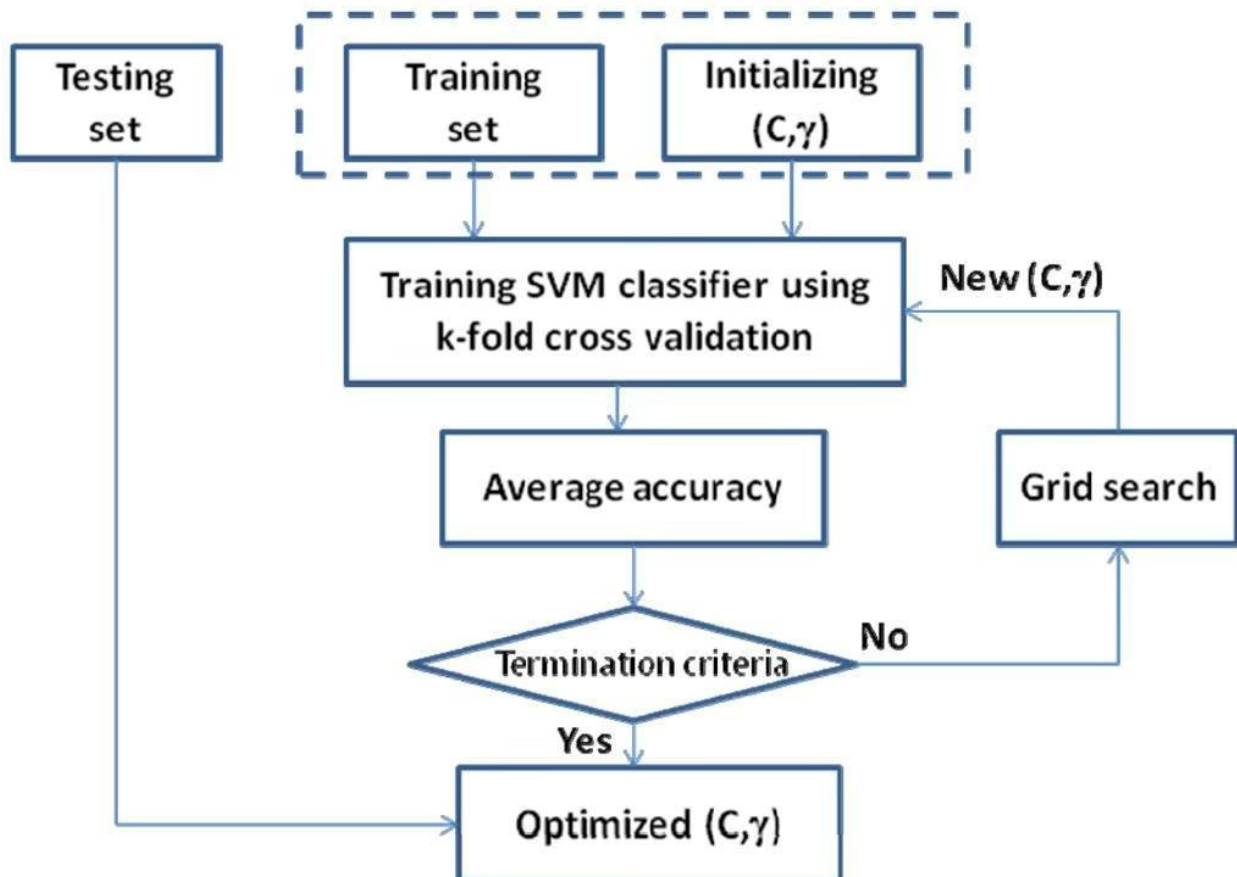 Testing
set
Training
set
Initializing
(C,γ)
Training SVM classifier using
k-fold cross validation
New (C,γ)
Average accuracy
Grid search
Termination criteria
No
Yes
Optimized (C,γ)